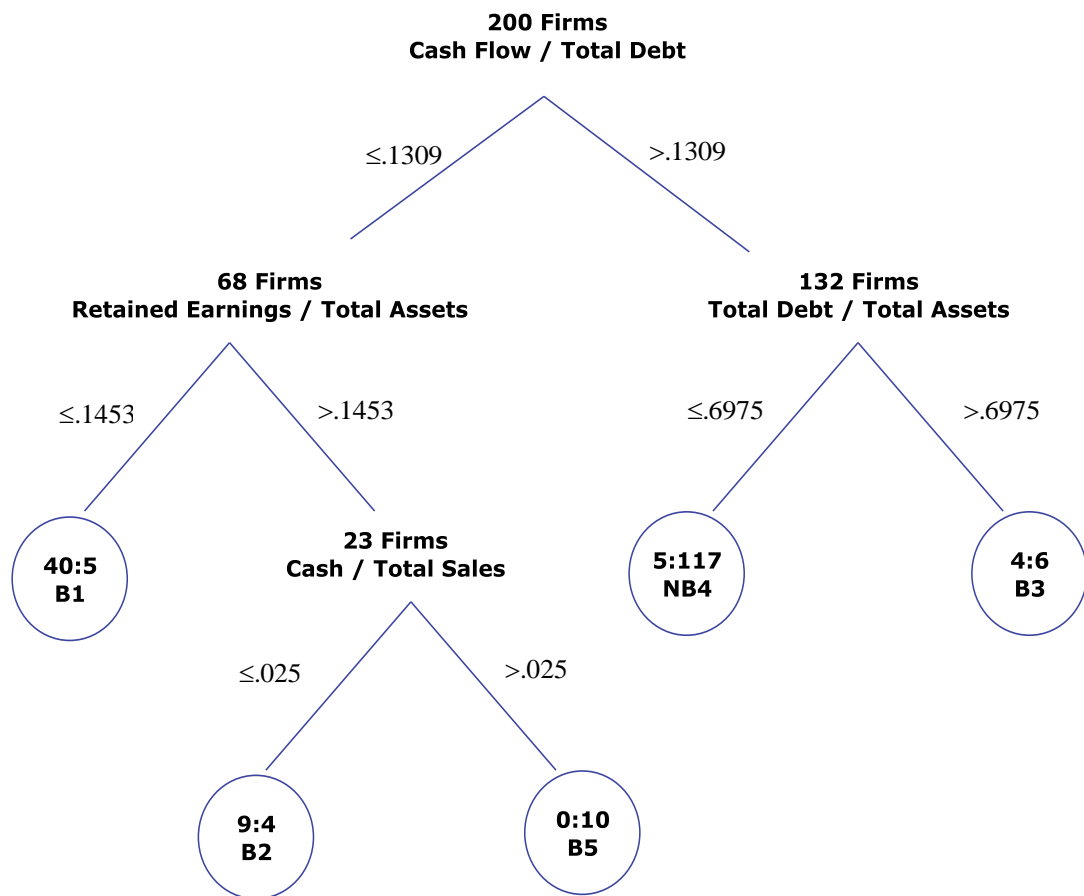 200 Firms
Cash Flow / Total Debt
≤.1309
>.1309
68 Firms
Retained Earnings / Total Assets
132 Firms
Total Debt / Total Assets
≤.1453
>.1453
≤.6975
>.6975
40:5
B1
23 Firms
Cash / Total Sales
5:117
NB4
4:6
B3
≤.025
>.025
9:4
B2
0:10
B5